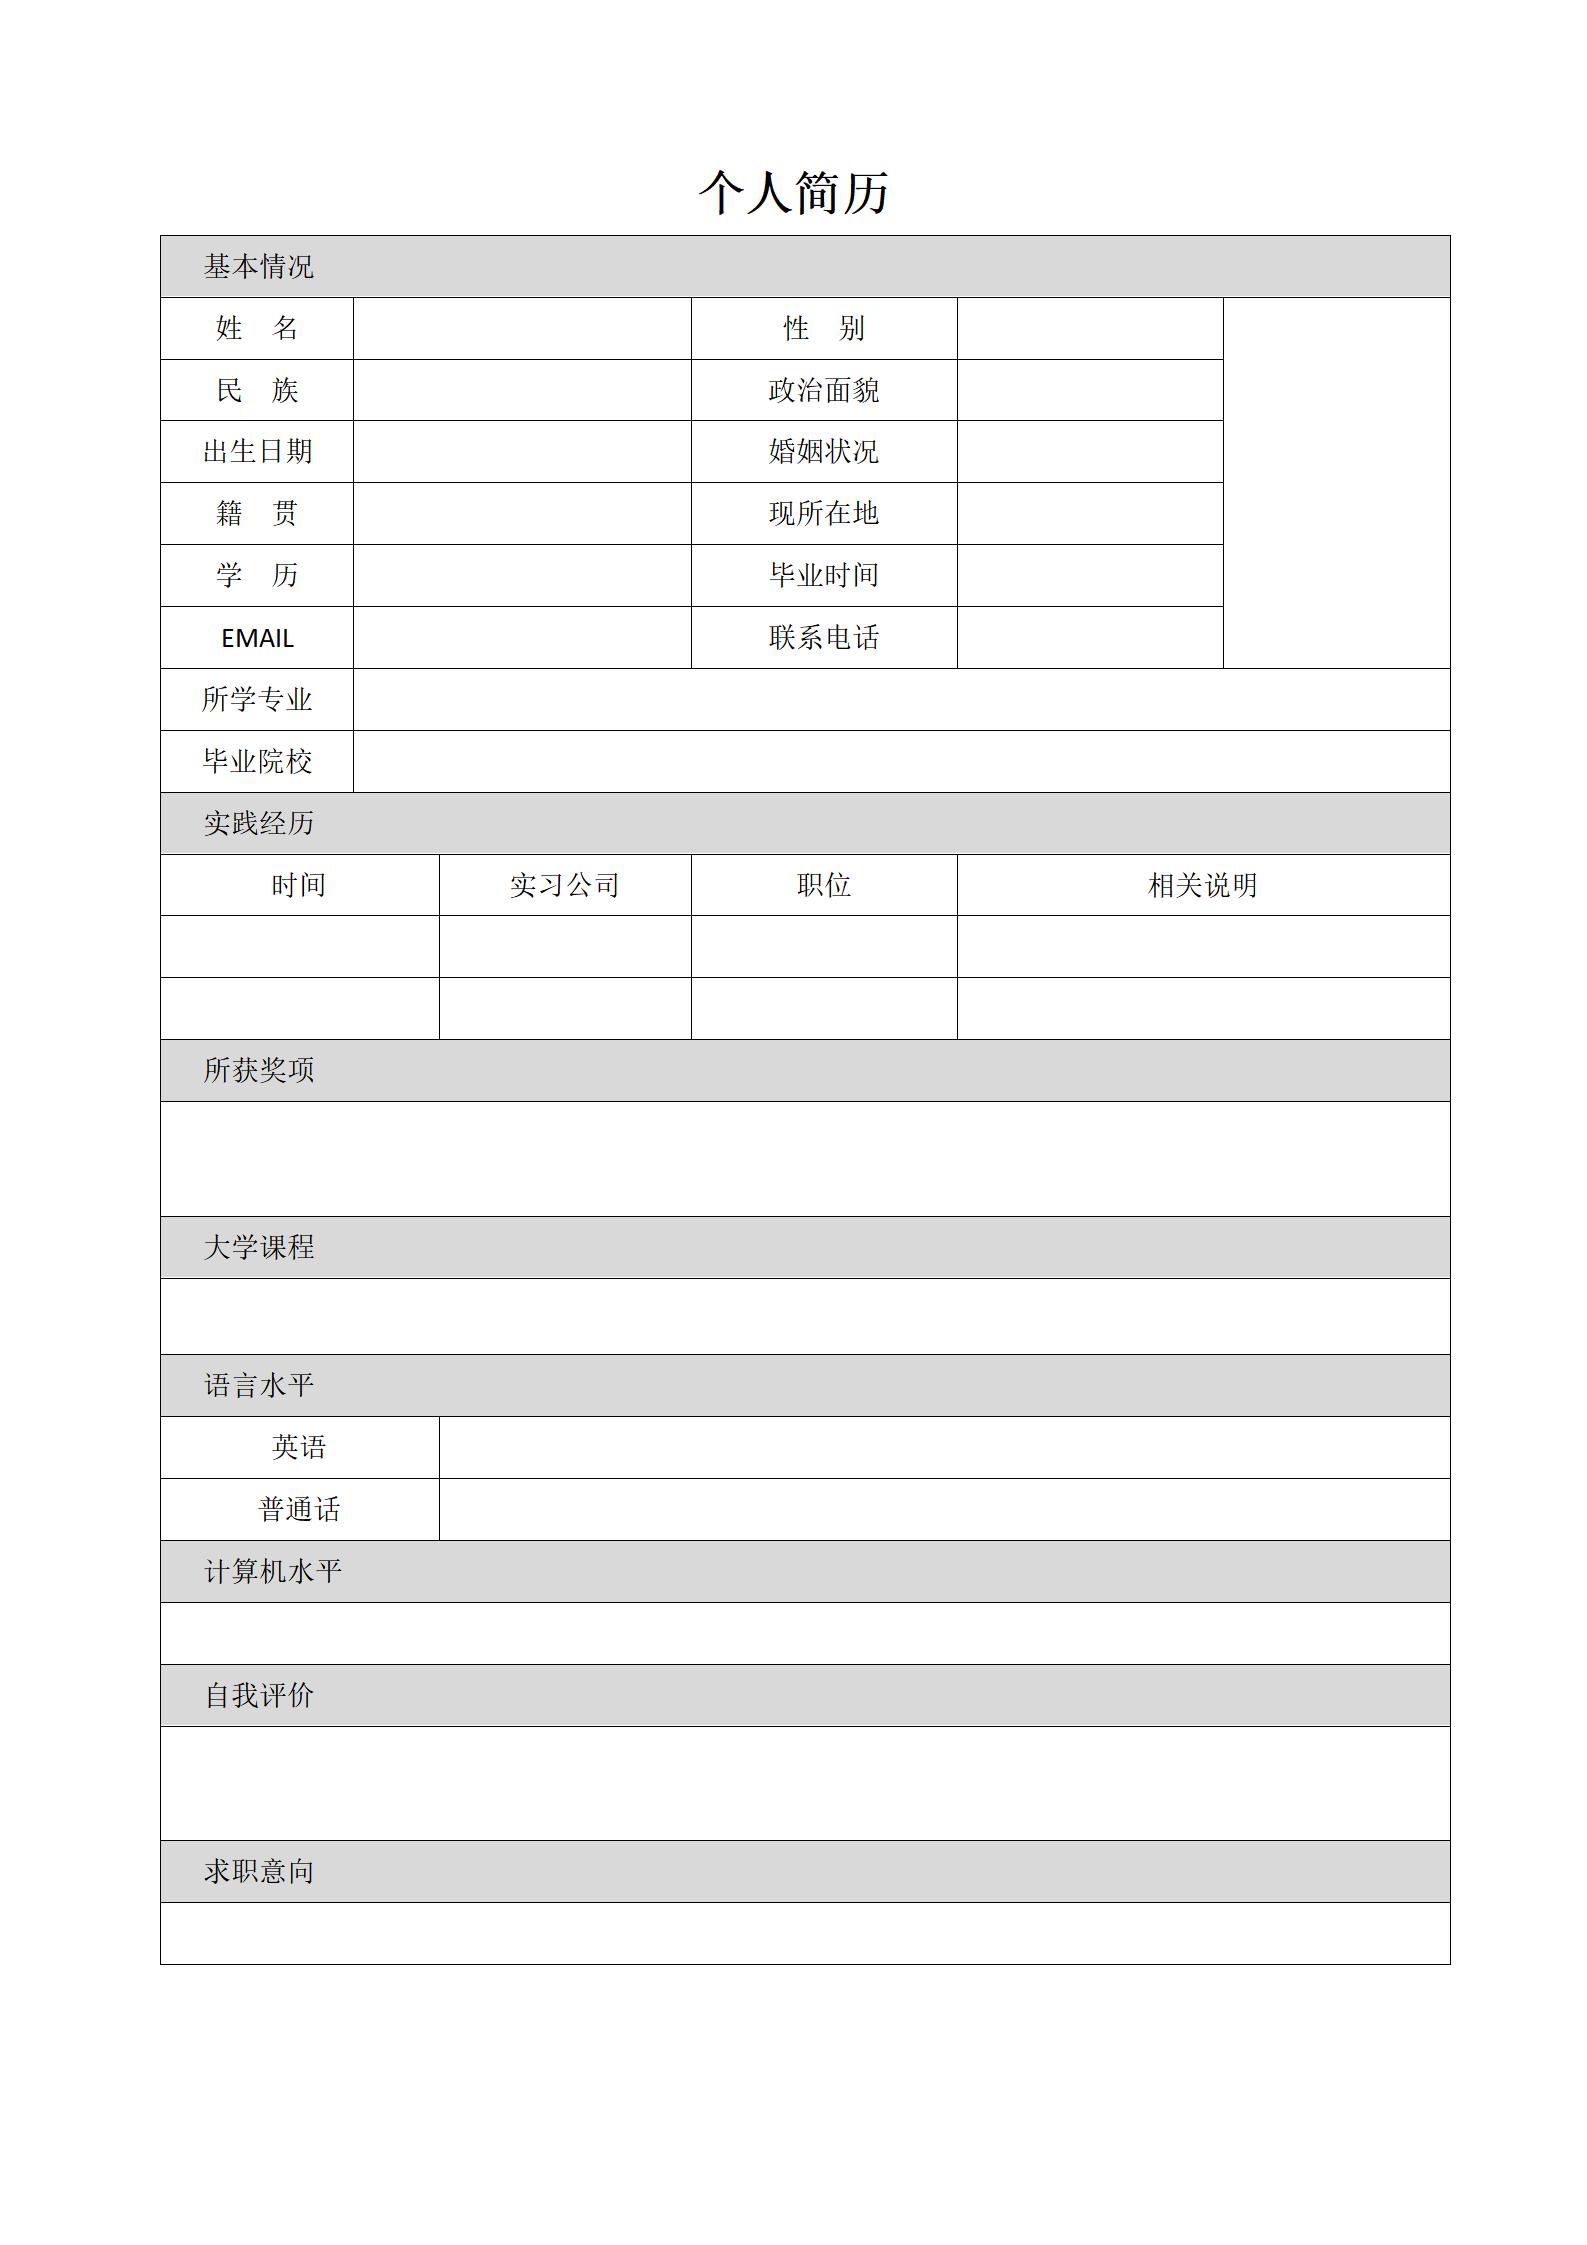 个人简历
基本情况
姓 名 性 别
民 族 政治面貌
出生日期 婚姻状况
籍 贯 现所在地
学 历 毕业时间
EMAIL 联系电话
所学专业
毕业院校
实践经历
时间 实习公司 职位 相关说明
所获奖项
大学课程
语言水平
英语
普通话
计算机水平
自我评价
求职意向